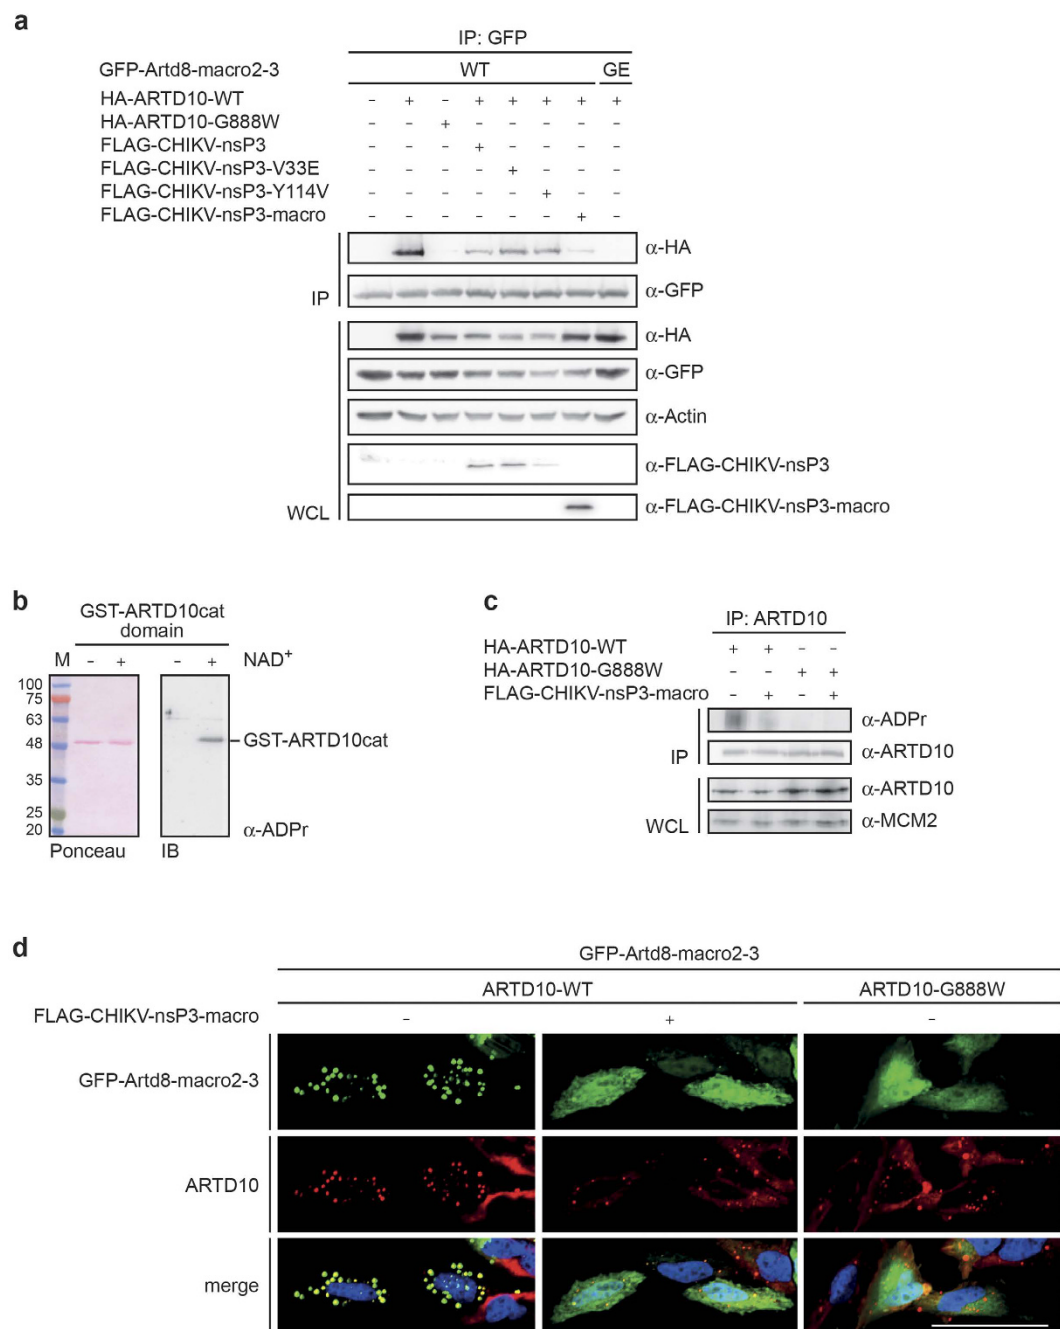 a
IP: GFP
GFP-Artd8-macro2-3 WT GE
HA-ARTD10-WT – + – + + + + +
HA-ARTD10-G888W – – + – – – – –
FLAG-CHIKV-nsP3 – – – + – – – –
FLAG-CHIKV-nsP3-V33E – – – – + – – –
FLAG-CHIKV-nsP3-Y114V – – – – – + – –
FLAG-CHIKV-nsP3-macro – – – – – – + –
α-HA
IP α-GFP
α-HA
α-GFP
α-Actin
α-FLAG-CHIKV-nsP3
WCL α-FLAG-CHIKV-nsP3-macro
b
GST-ARTD10cat
domain
M – + – + NAD+
100
75
63
48 GST-ARTD10cat
35
25
20 α-ADPr
Ponceau IB
c
IP: ARTD10
HA-ARTD10-WT + + – –
HA-ARTD10-G888W – – + +
FLAG-CHIKV-nsP3-macro – + – +
α-ADPr
IP α-ARTD10
α-ARTD10
WCL α-MCM2
d
GFP-Artd8-macro2-3
ARTD10-WT ARTD10-G888W
FLAG-CHIKV-nsP3-macro – + –
GFP-Artd8-macro2-3
ARTD10
merge